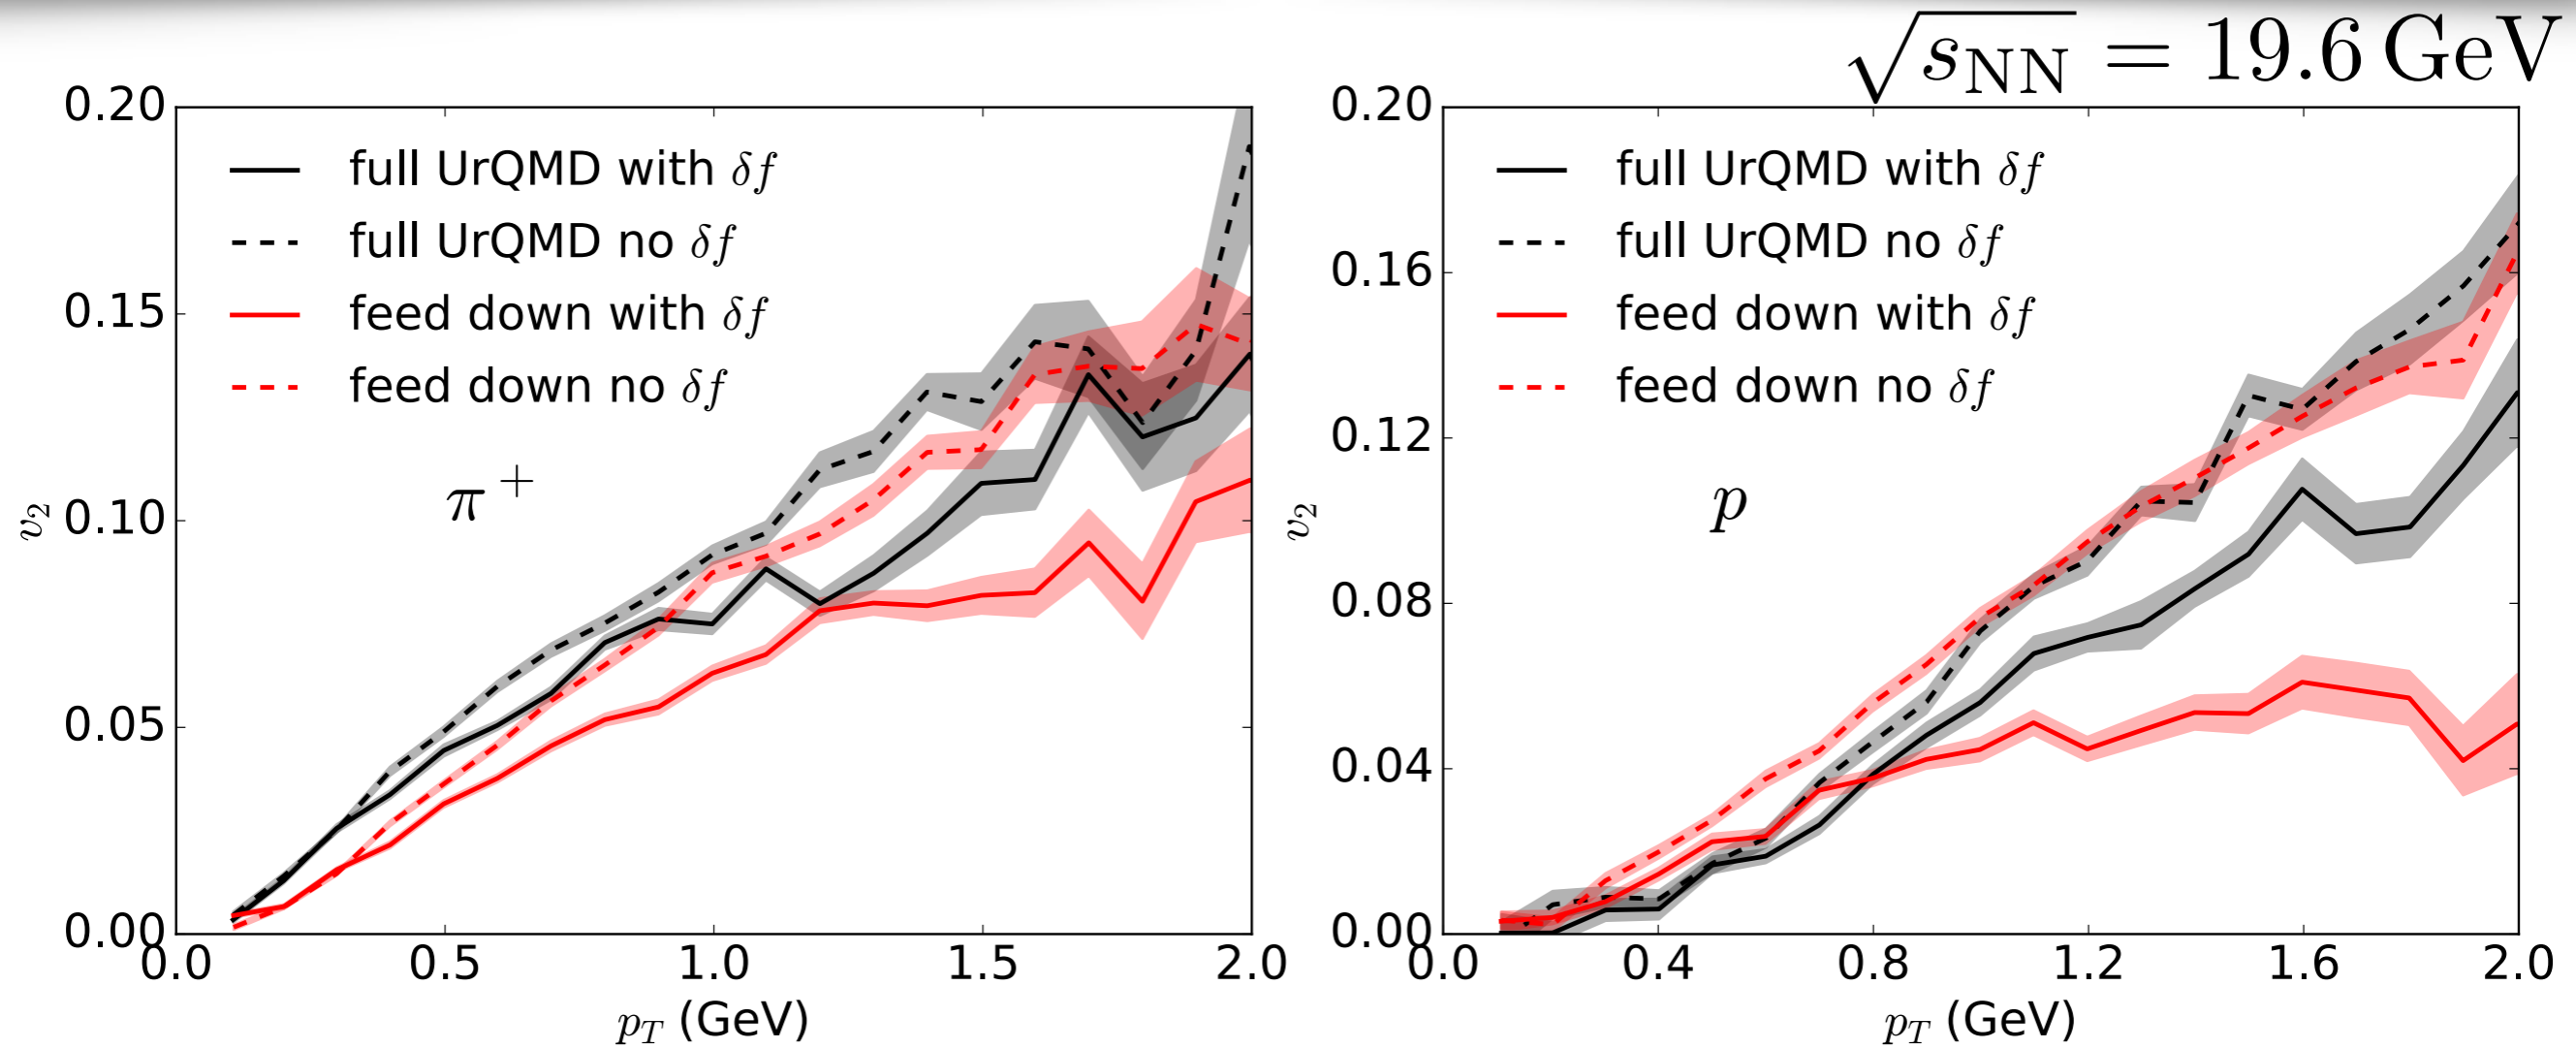 √s_NN = 19.6 GeV
0.20
0.15
0.10
0.05
0.00
v_2
full UrQMD with δf
full UrQMD no δf
feed down with δf
feed down no δf
π^+
0.0 0.5 1.0 1.5 2.0
p_T (GeV)
0.20
0.16
0.12
0.08
0.04
0.00
v_2
full UrQMD with δf
full UrQMD no δf
feed down with δf
feed down no δf
p
0.0 0.4 0.8 1.2 1.6 2.0
p_T (GeV)